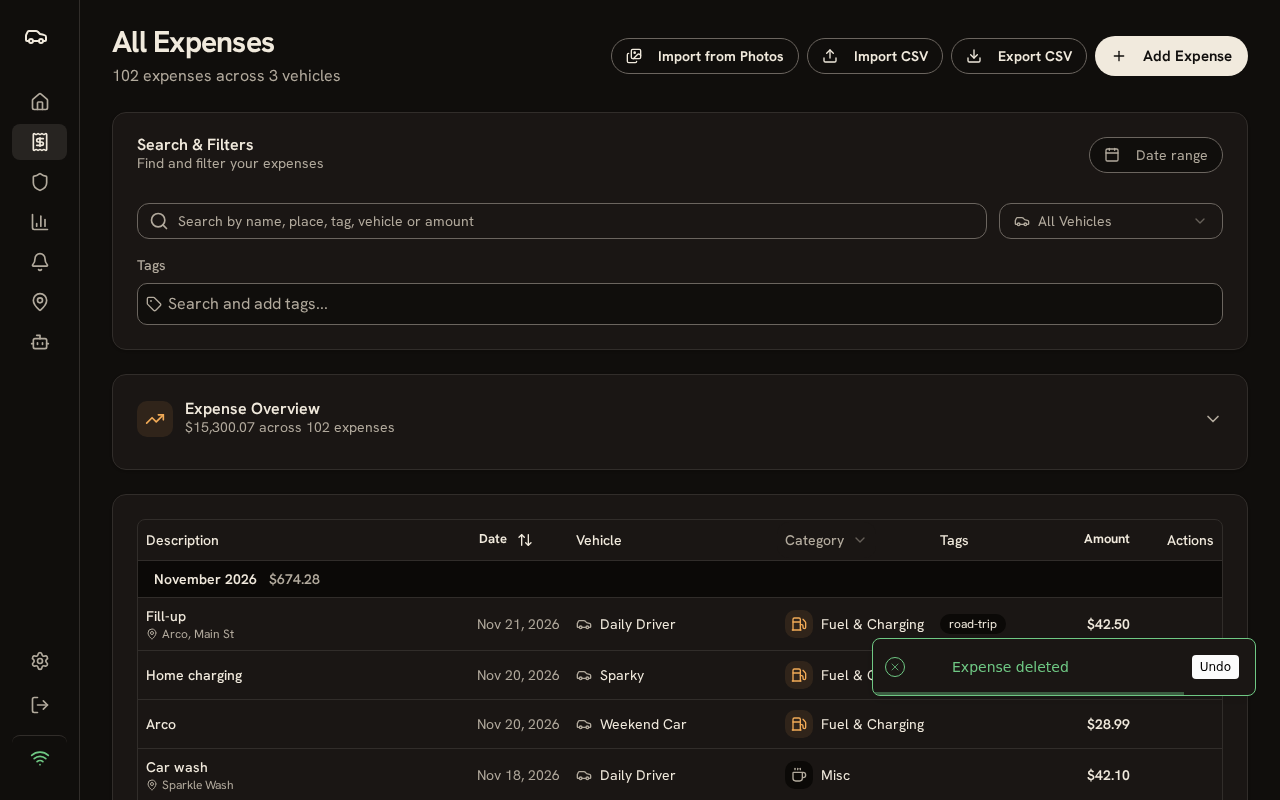 All Expenses
102 expenses across 3 vehicles
Import from Photos
Import CSV
Export CSV
Add Expense
Search & Filters
Find and filter your expenses
Date range
Search by name, place, tag, vehicle or amount
All Vehicles
Tags
Search and add tags...
Expense Overview
$15,300.07 across 102 expenses
Description Date Vehicle Category Tags Amount Actions
November 2026 $674.28
Fill-up
Arco, Main St
Nov 21, 2026 Daily Driver Fuel & Charging road-trip $42.50
Home charging Nov 20, 2026 Sparky Fuel &
Expense deleted Undo
Arco Nov 20, 2026 Weekend Car Fuel & Charging $28.99
Car wash
Sparkle Wash
Nov 18, 2026 Daily Driver Misc $42.10